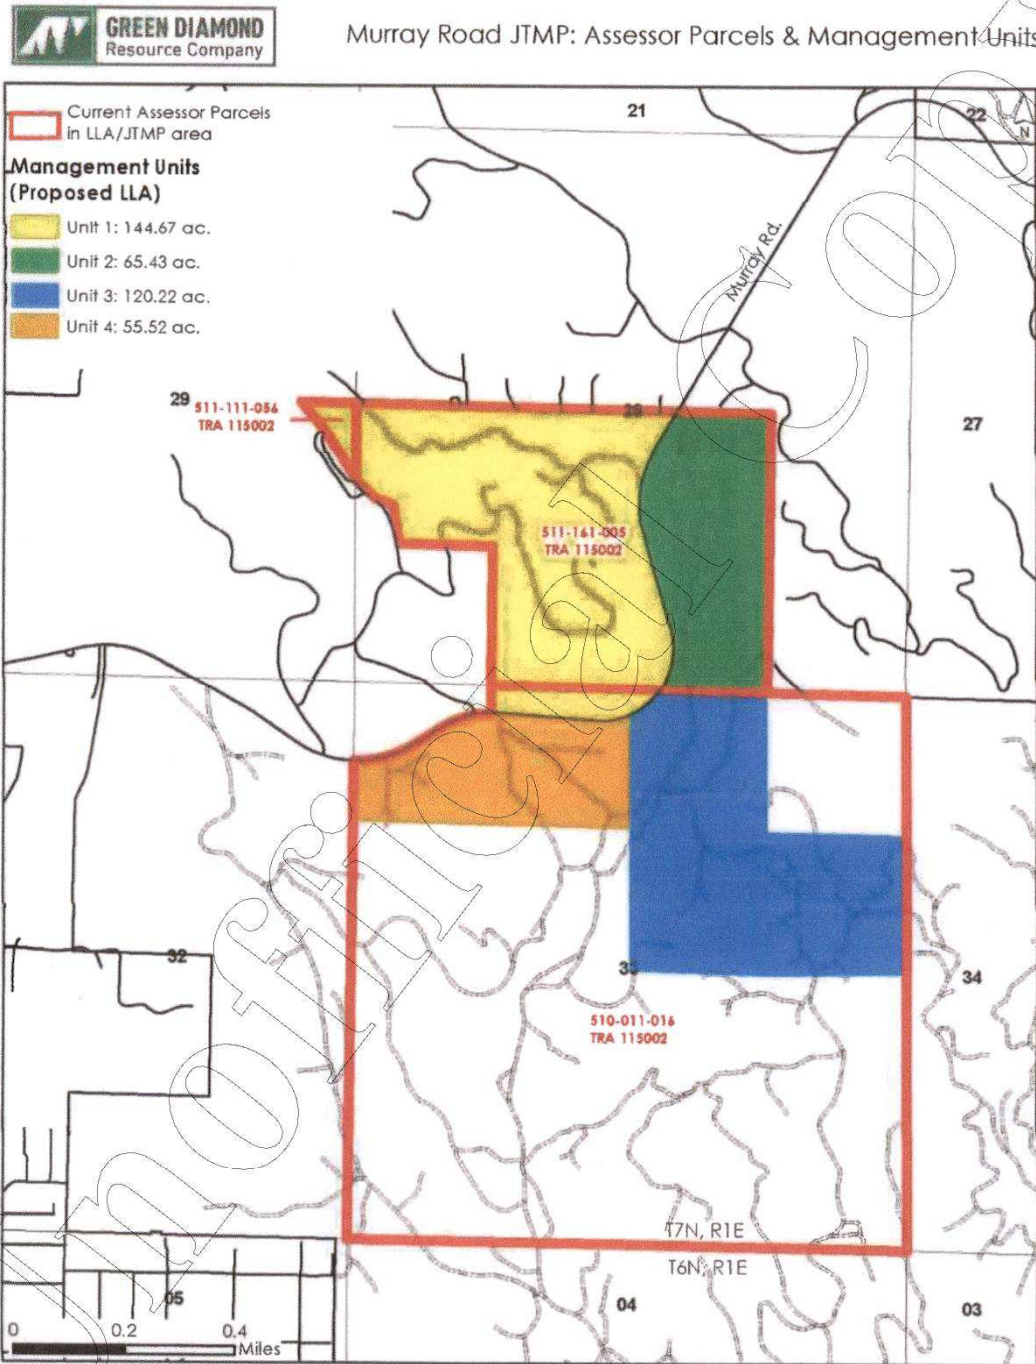 GREEN DIAMOND
Resource Company
Murray Road JTMP: Assessor Parcels & Management Units
Current Assessor Parcels
in LLA/JTMP area
Management Units
(Proposed LLA)
Unit 1: 144.67 ac.
Unit 2: 65.43 ac.
Unit 3: 120.22 ac.
Unit 4: 55.52 ac.
21
22
N
Murray Rd.
29
511-111-056
TRA 115002
28
27
511-161-005
TRA 115002
32
33
34
510-011-016
TRA 115002
T7N, R1E
T6N, R1E
05
04
03
0
0.2
0.4
Miles
Unofficial Copy